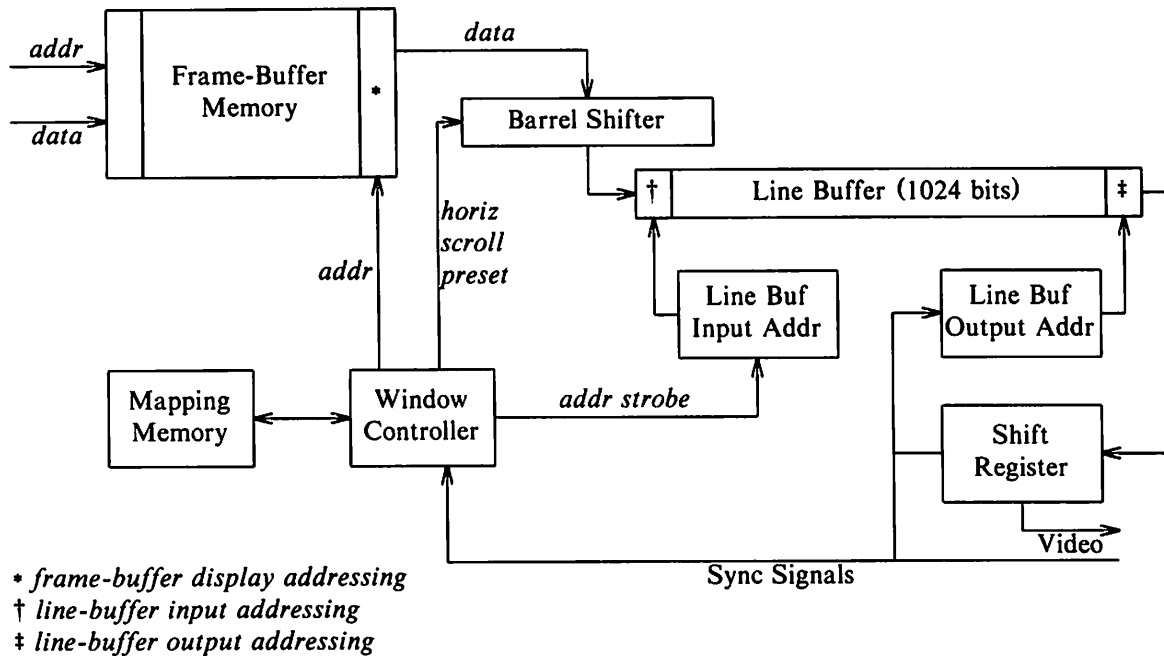 addr
data
Frame-Buffer
Memory
*
data
Barrel Shifter
†
Line Buffer (1024 bits)
‡
horiz
scroll
preset
addr
Line Buf
Input Addr
Line Buf
Output Addr
Mapping
Memory
Window
Controller
addr strobe
Shift
Register
Video
Sync Signals
* frame-buffer display addressing
† line-buffer input addressing
‡ line-buffer output addressing